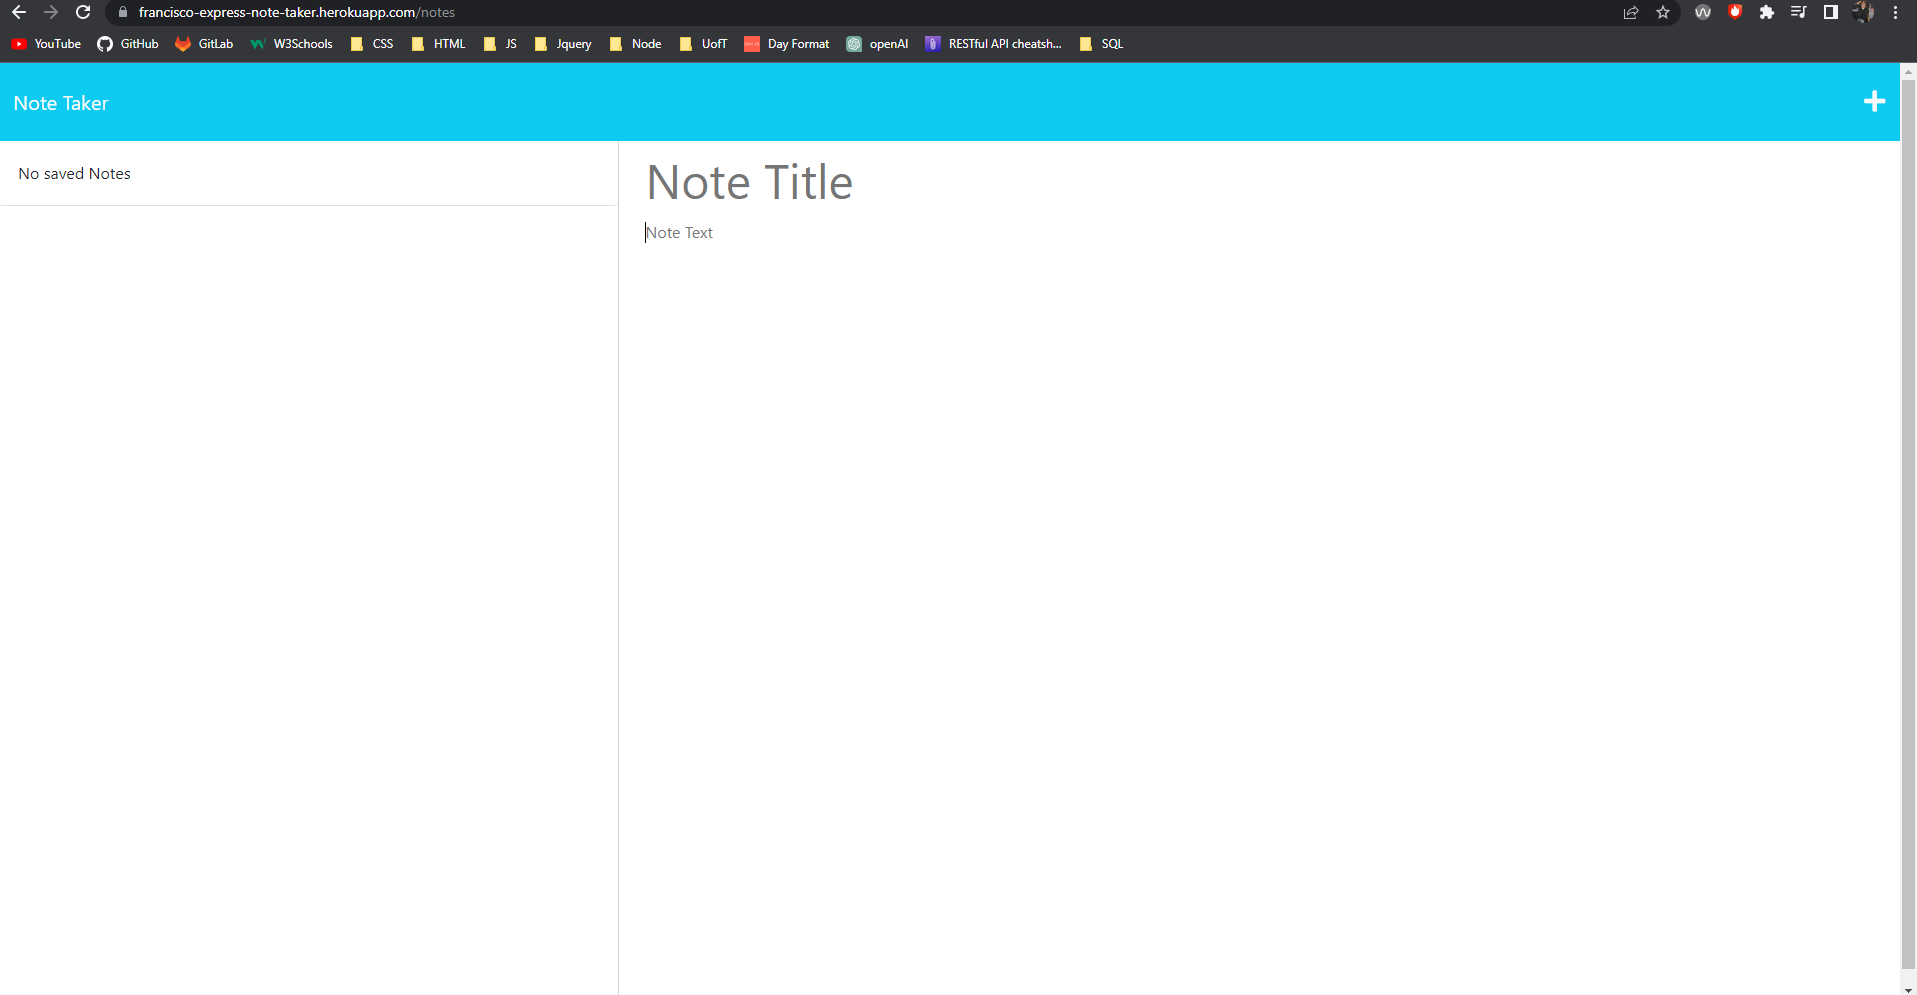 francisco-express-note-taker.herokuapp.com/notes
YouTube GitHub GitLab W3Schools CSS HTML JS Jquery Node UofT Day Format openAI RESTful API cheatsh... SQL
Note Taker
No saved Notes
Note Title
Note Text